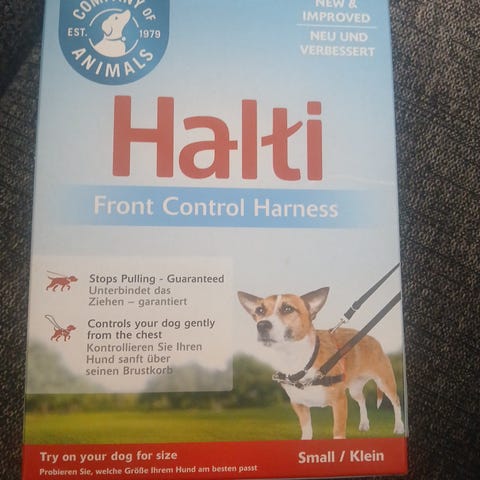 COMPANY OF
EST. 1979
ANIMALS
NEW &
IMPROVED
NEU UND
VERBESSERT
Halti
Front Control Harness
Stops Pulling - Guaranteed
Unterbindet das
Ziehen – garantiert
Controls your dog gently
from the chest
Kontrollieren Sie Ihren
Hund sanft über
seinen Brustkorb
Try on your dog for size
Probieren Sie, welche Größe Ihrem Hund am besten passt
Small / Klein